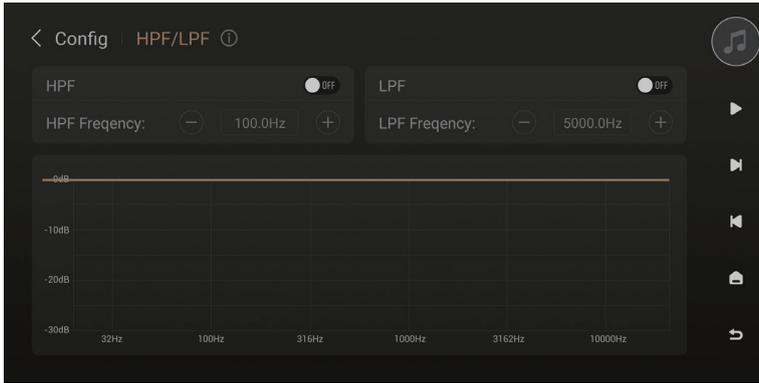 Config HPF/LPF
HPF OFF
LPF OFF
HPF Freqency: 100.0Hz
LPF Freqency: 5000.0Hz
0dB
-10dB
-20dB
-30dB
32Hz 100Hz 316Hz 1000Hz 3162Hz 10000Hz